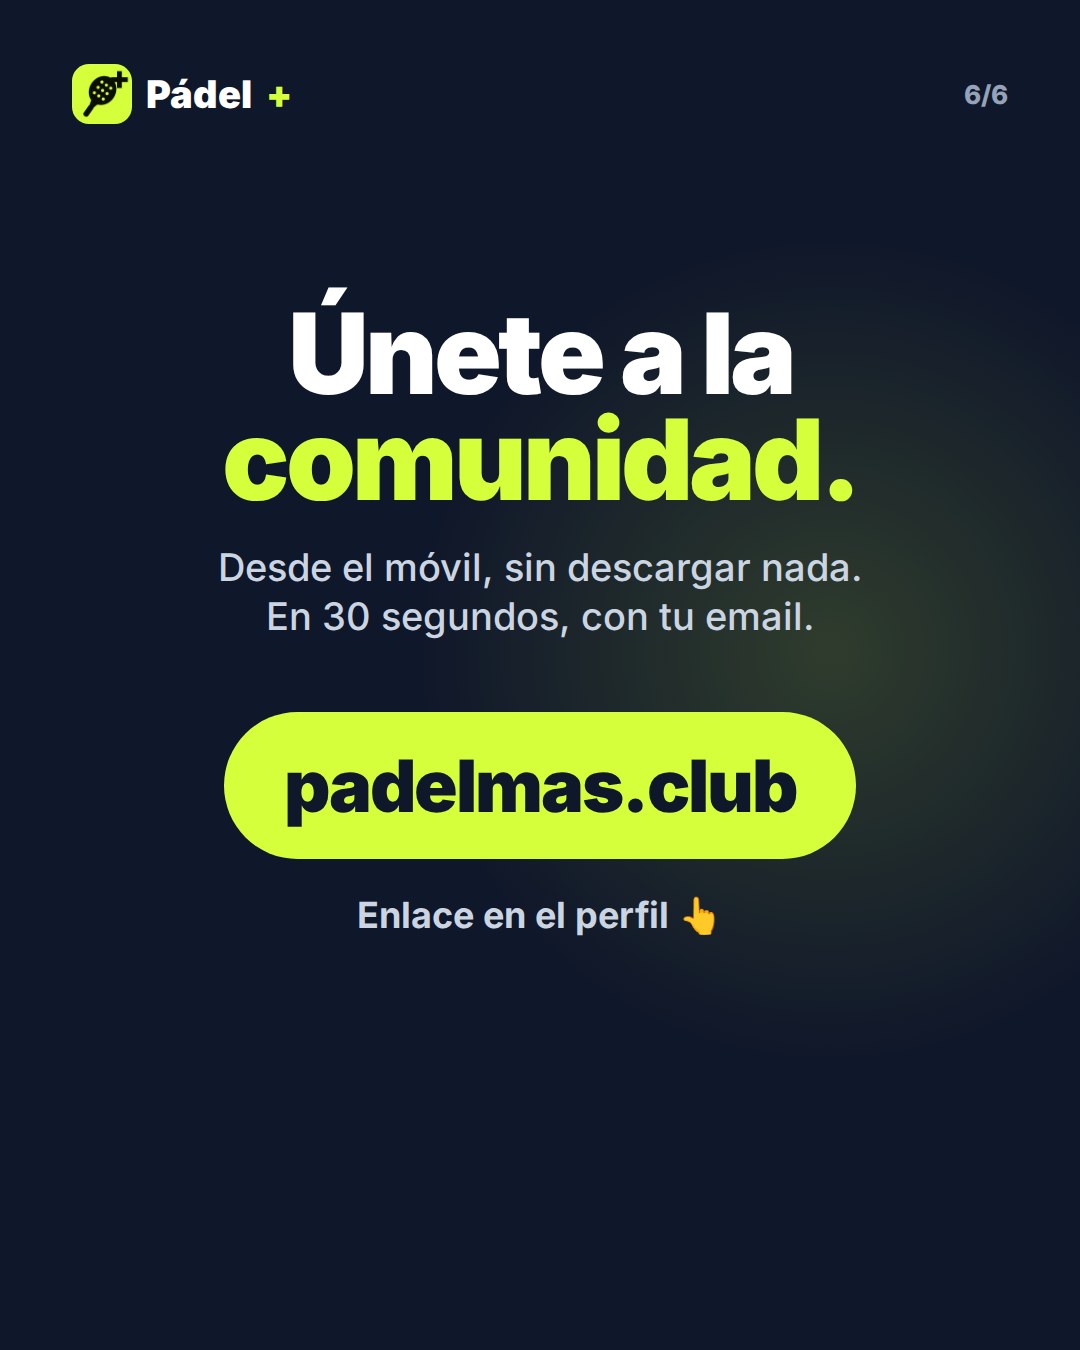 Pádel +
6/6
Únete a la
comunidad.
Desde el móvil, sin descargar nada.
En 30 segundos, con tu email.
padelmas.club
Enlace en el perfil 👆